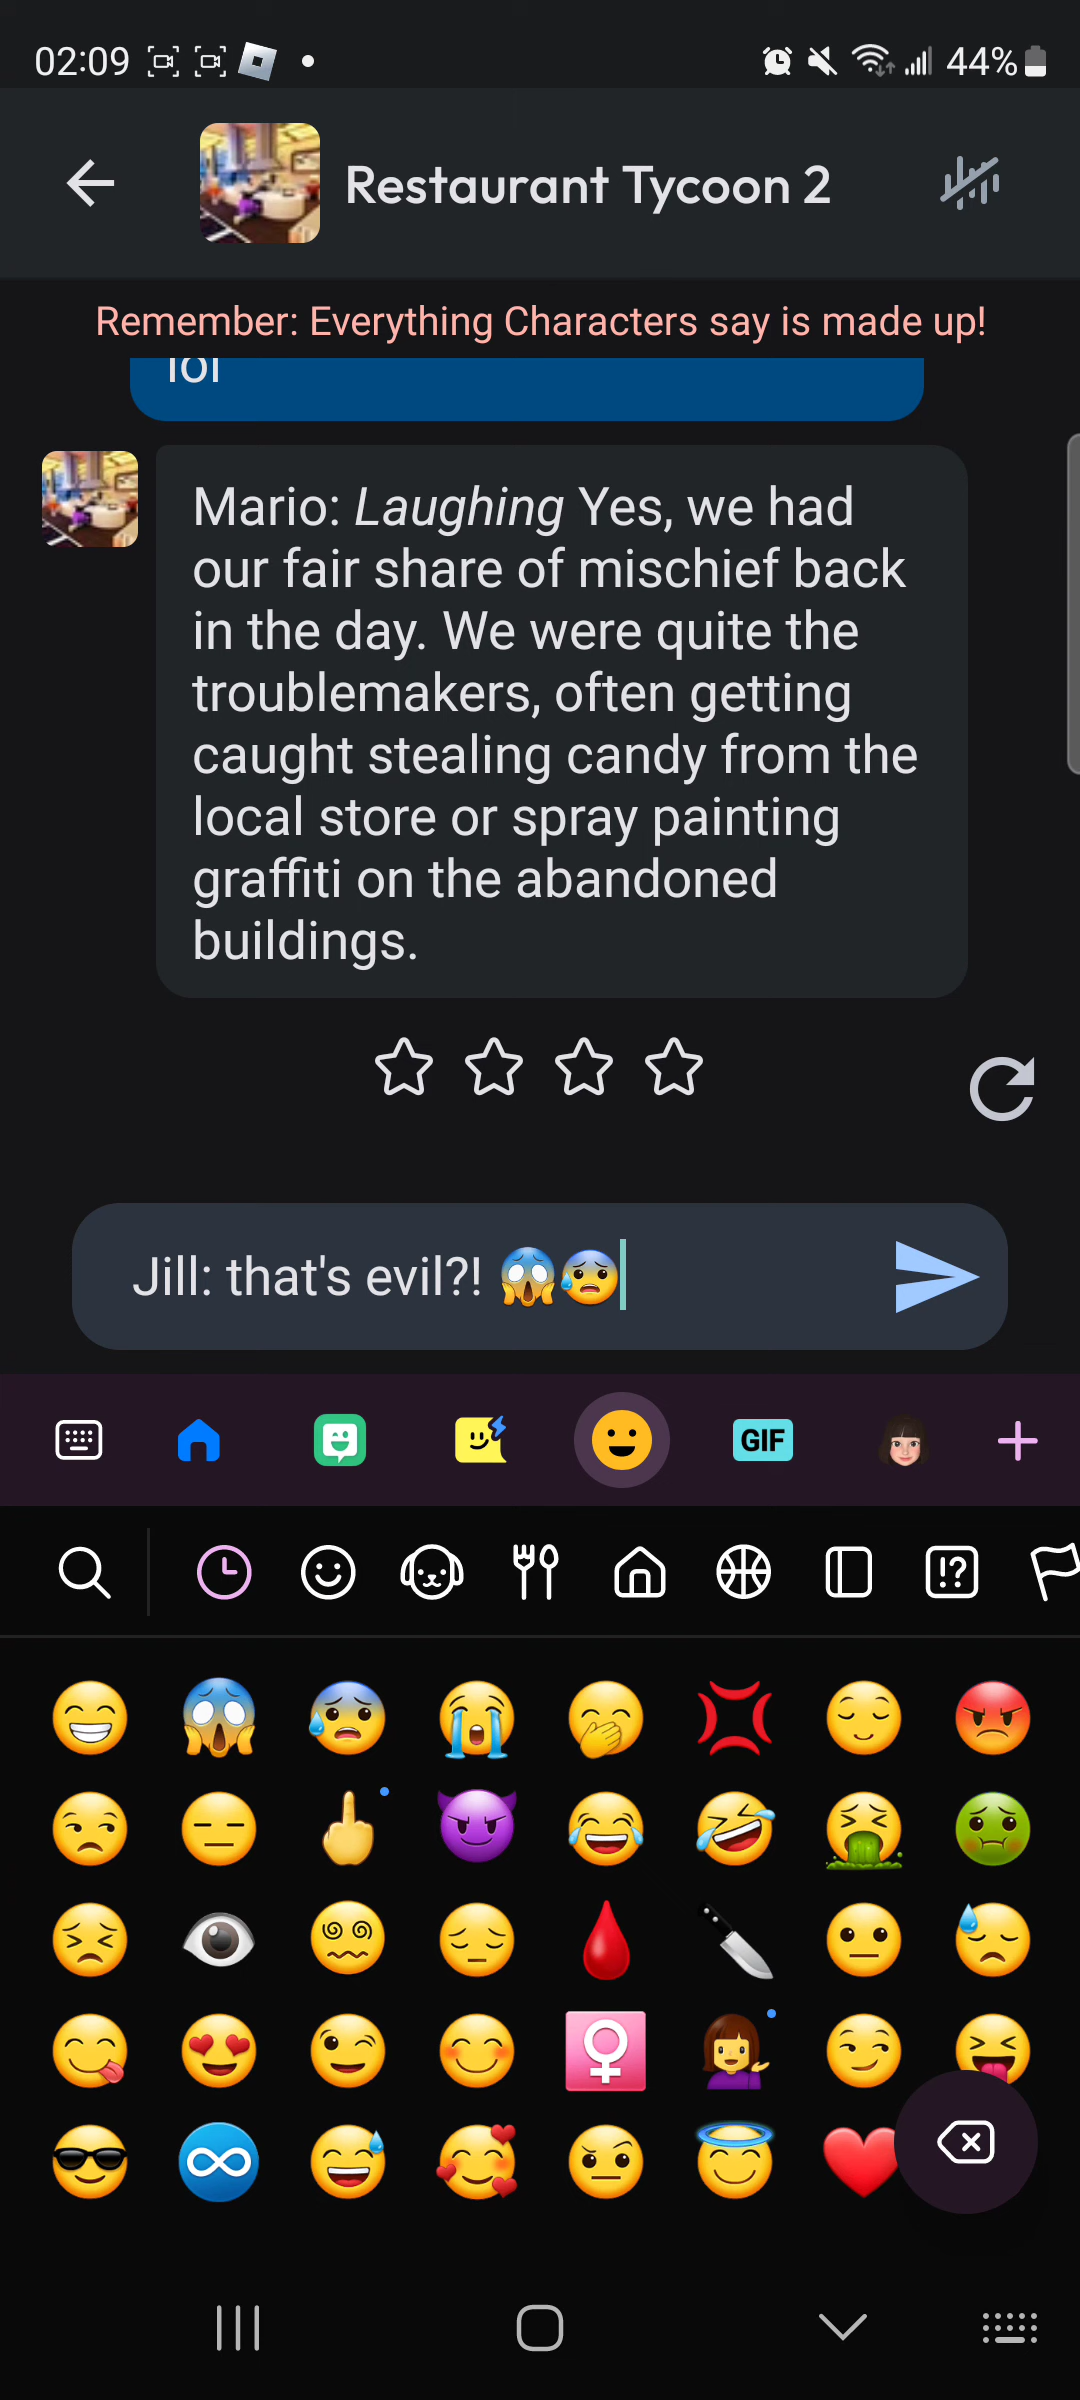 02:09
44%
Restaurant Tycoon 2
Remember: Everything Characters say is made up!
lol
Mario: Laughing Yes, we had
our fair share of mischief back
in the day. We were quite the
troublemakers, often getting
caught stealing candy from the
local store or spray painting
graffiti on the abandoned
buildings.
Jill: that's evil?! 😱😰
GIF
!?